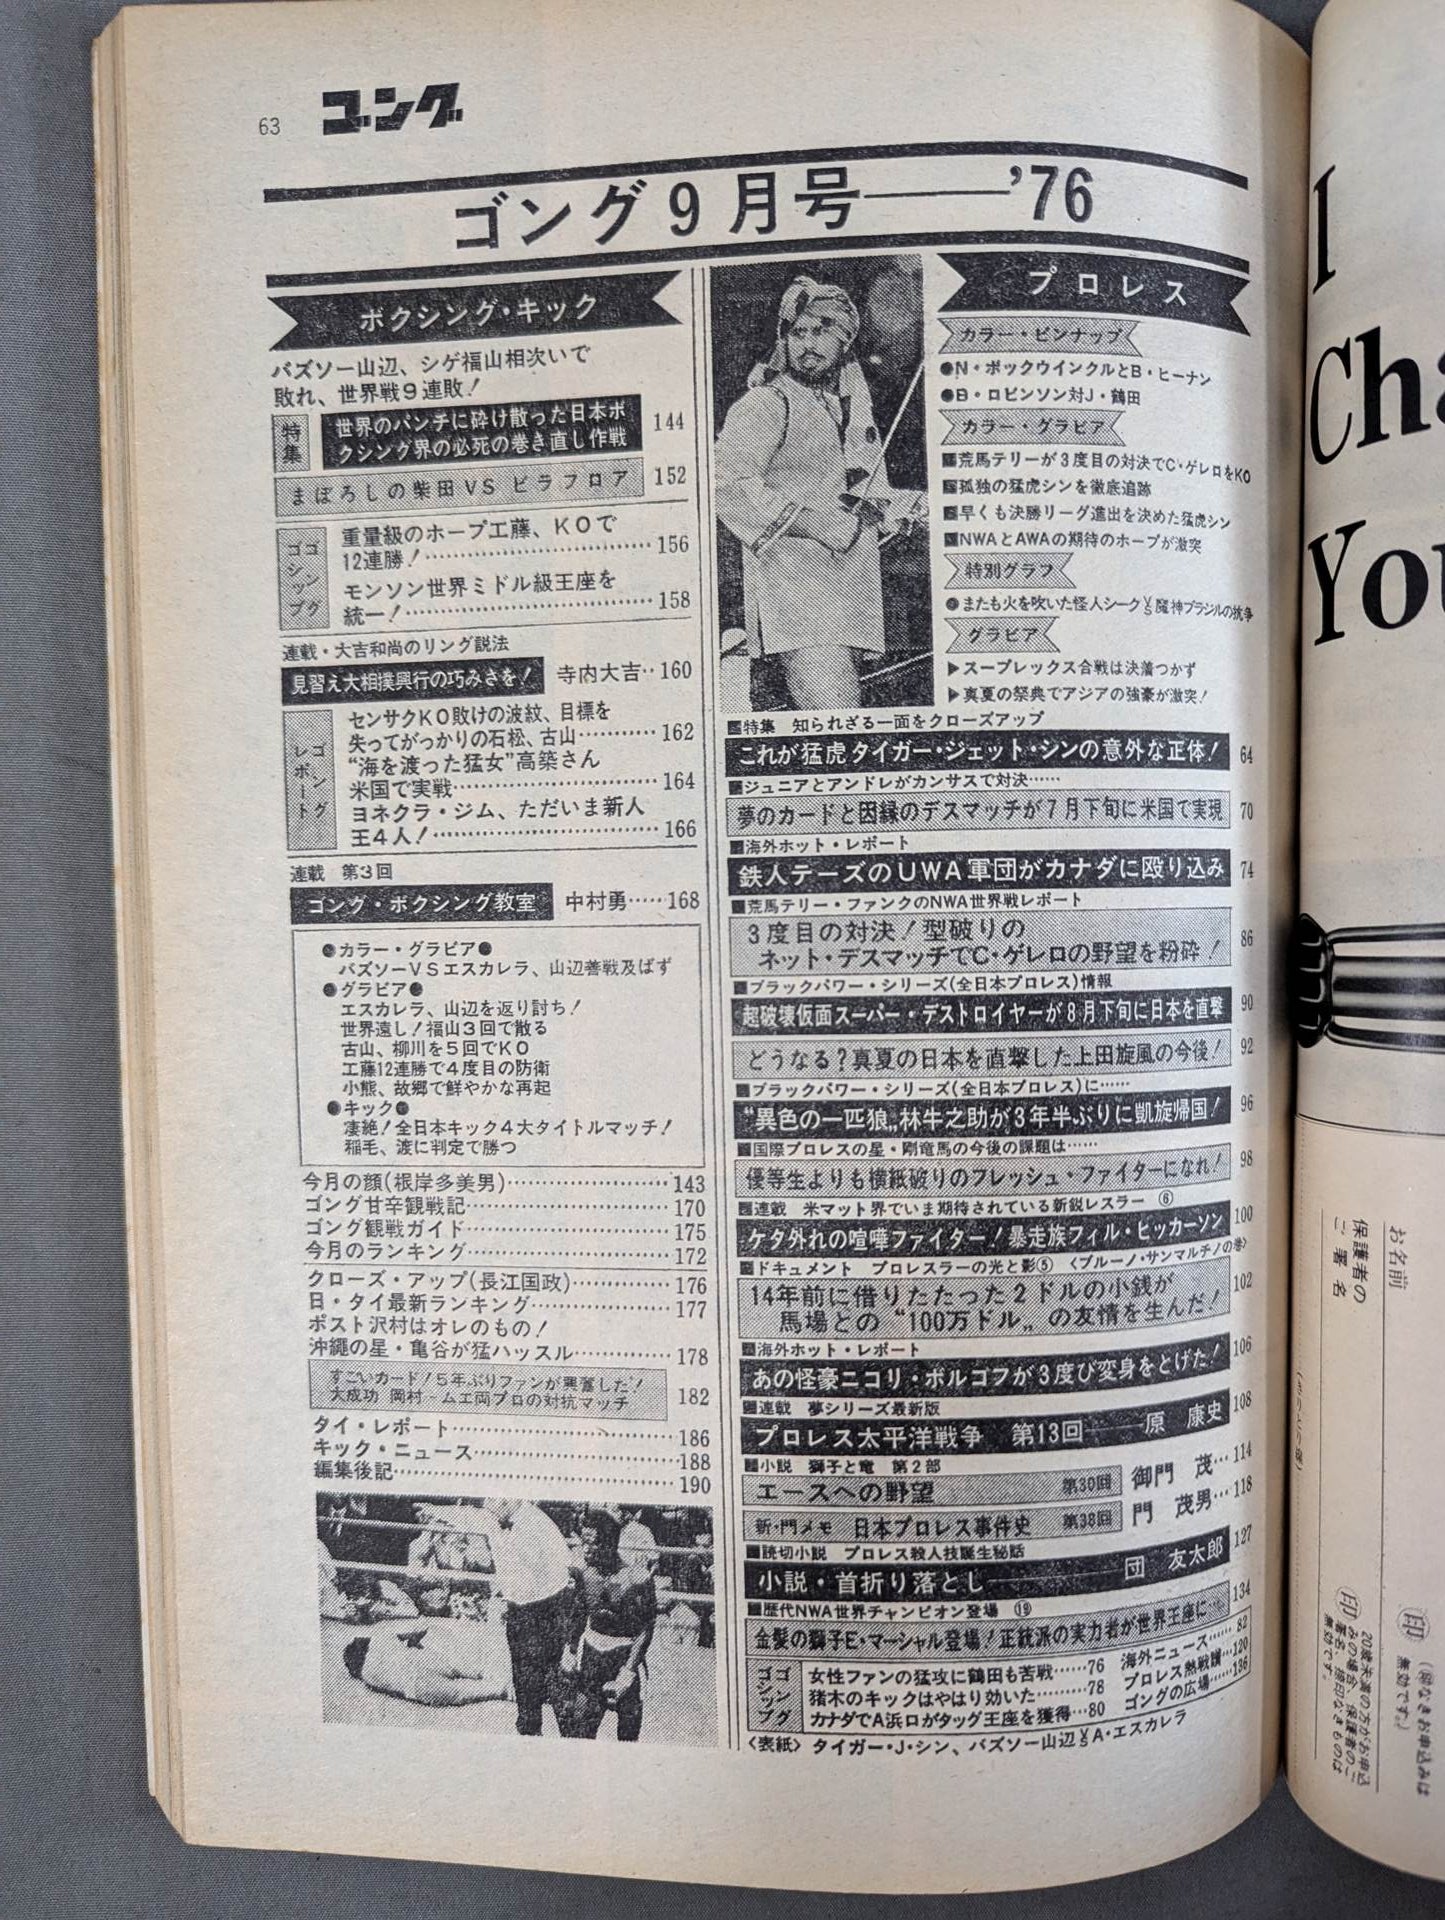 63 ゴング
ゴング9月号——'76
ボクシング・キック
バズソー山辺、シゲ福山相次いで
敗れ、世界戦9連敗!
特集
世界のパンチに砕け散った日本ボ
クシング界の必死の巻き直し作戦
144
まぼろしの柴田VSビラフロア 152
ゴングゴシップ
重量級のホープ工藤、KOで
12連勝!……………………156
モンソン世界ミドル級王座を
統一!………………………158
連載・大吉和尚のリング説法
見習え大相撲興行の巧みさを! 寺内大吉‥160
ゴングレポート
センサクKO敗けの波紋、目標を
失ってがっかりの石松、古山…………162
“海を渡った猛女”高築さん
米国で実戦……………………164
ヨネクラ・ジム、ただいま新人
王4人!………………………166
連載 第3回
ゴング・ボクシング教室 中村勇……168
●カラー・グラビア●
バズソーVSエスカレラ、山辺善戦及ばず
●グラビア●
エスカレラ、山辺を返り討ち!
世界遠し!福山3回で散る
古山、柳川を5回でKO
工藤12連勝で4度目の防衛
小熊、故郷で鮮やかな再起
●キック●
凄絶!全日本キック4大タイトルマッチ!
稲毛、渡に判定で勝つ
今月の顔(根岸多美男)………………143
ゴング甘辛観戦記……………………170
ゴング観戦ガイド……………………175
今月のランキング……………………172
クローズ・アップ(長江国政)…………176
日・タイ最新ランキング………………177
ポスト沢村はオレのもの!
沖縄の星・亀谷が猛ハッスル…………178
すごいカード!5年ぶりファンが興奮した!
大成功 岡村−ムエ両プロの対抗マッチ
182
タイ・レポート………………………186
キック・ニュース……………………188
編集後記………………………………190
プロレス
カラー・ピンナップ
●N・ボックウインクルとB・ヒーナン
●B・ロビンソン対J・鶴田
カラー・グラビア
■荒馬テリーが3度目の対決でC・ゲレロをKO
■孤独の猛虎シンを徹底追跡
■早くも決勝リーグ進出を決めた猛虎シン
■NWAとAWAの期待のホープが激突
特別グラフ
●またも火を吹いた怪人シークVS魔神ブラジルの抗争
グラビア
▶スープレックス合戦は決着つかず
▶真夏の祭典でアジアの強豪が激突!
■特集 知られざる一面をクローズアップ
これが猛虎タイガー・ジェット・シンの意外な正体! 64
■ジュニアとアンドレがカンサスで対決……
夢のカードと因縁のデスマッチが7月下旬に米国で実現 70
■海外ホット・レポート
鉄人テーズのUWA軍団がカナダに殴り込み 74
■荒馬テリー・ファンクのNWA世界戦レポート
3度目の対決!型破りの
ネット・デスマッチでC・ゲレロの野望を粉砕!
86
■ブラックパワー・シリーズ(全日本プロレス)情報
超破壊仮面スーパー・デストロイヤーが8月下旬に日本を直撃 90
どうなる?真夏の日本を直撃した上田旋風の今後! 92
■ブラックパワー・シリーズ(全日本プロレス)に……
“異色の一匹狼„林牛之助が3年半ぶりに凱旋帰国! 96
■国際プロレスの星・剛竜馬の今後の課題は……
優等生よりも横紙破りのフレッシュ・ファイターになれ! 98
■連載 米マット界でいま期待されている新鋭レスラー ⑥
ケタ外れの喧嘩ファイター!暴走族フィル・ヒッカーソン 100
■ドキュメント プロレスラーの光と影⑤ 〈ブルーノ・サンマルチノの巻〉
14年前に借りたたった2ドルの小銭が
馬場との“100万ドル„の友情を生んだ!
102
■海外ホット・レポート
あの怪豪ニコリ・ボルコフが3度び変身をとげた! 106
■連載 夢シリーズ最新版
プロレス太平洋戦争 第13回——原 康史 108
■小説 獅子と竜 第2部
エースへの野望 第30回 御門 茂…114
新・門メモ 日本プロレス事件史 第38回 門 茂男…118
■読切小説 プロレス殺人技誕生秘話
小説・首折り落とし————団 友太郎 127
■歴代NWA世界チャンピオン登場 ⑲
金髪の獅子E・マーシャル登場!正統派の実力者が世界王座に… 134
ゴングゴシップ
女性ファンの猛攻に鶴田も苦戦……76
猪木のキックはやはり効いた………78
カナダでA浜口がタッグ王座を獲得…80
海外ニュース……82
プロレス熱戦譜…120
ゴングの広場……136
〈表紙〉タイガー・J・シン、バズソー山辺VSA・エスカレラ
I
Cha
You
お名前
保護者の
ご署名
印
(印なきお申込みは
無効です。)
20歳未満の方がお申込
みの場合、保護者のご
署名、捺印なきものは
無効です。